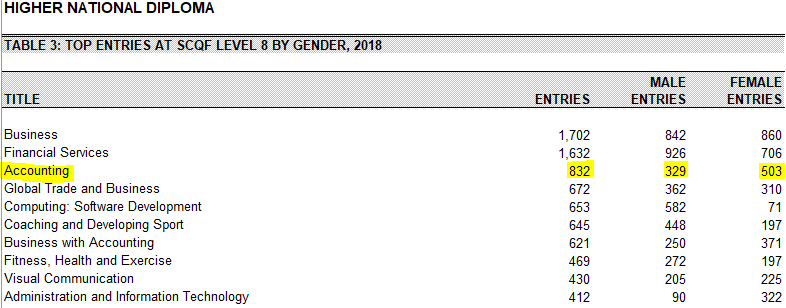 HIGHER NATIONAL DIPLOMA
TABLE 3: TOP ENTRIES AT SCQF LEVEL 8 BY GENDER, 2018
MALE FEMALE
TITLE ENTRIES ENTRIES ENTRIES
Business 1,702 842 860
Financial Services 1,632 926 706
Accounting 832 329 503
Global Trade and Business 672 362 310
Computing: Software Development 653 582 71
Coaching and Developing Sport 645 448 197
Business with Accounting 621 250 371
Fitness, Health and Exercise 469 272 197
Visual Communication 430 205 225
Administration and Information Technology 412 90 322